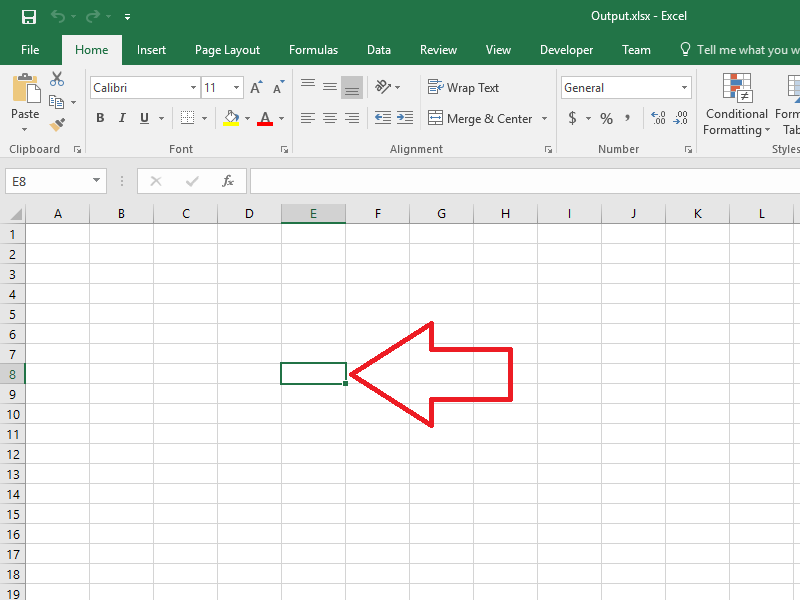 Output.xlsx - Excel
File Home Insert Page Layout Formulas Data Review View Developer Team Tell me what you w
Calibri 11 A A Wrap Text General
Paste Conditional Form
B I U A Merge & Center $ % , .00 .00 Formatting Tab
Clipboard Font Alignment Number Styles
E8 fx
A B C D E F G H I J K L
1
2
3
4
5
6
7
8
9
10
11
12
13
14
15
16
17
18
19